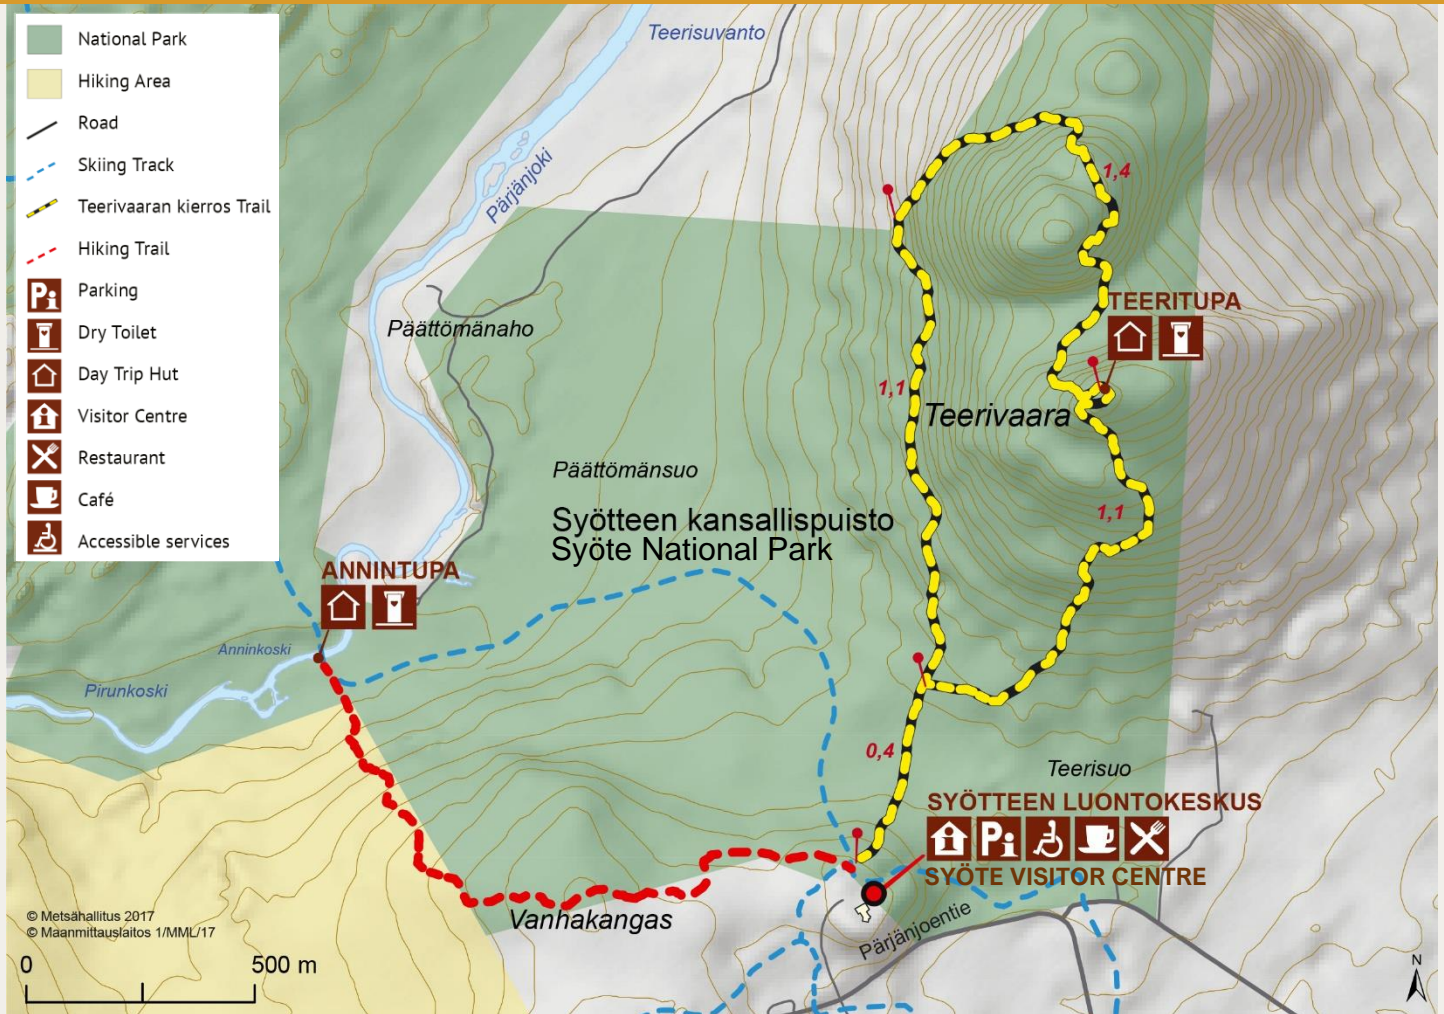 National Park
Hiking Area
Road
Skiing Track
Teerivaaran kierros Trail
Hiking Trail
Parking
Dry Toilet
Day Trip Hut
Visitor Centre
Restaurant
Café
Accessible services
Teerisuvanto
Pärjänjoki
1,4
TEERITUPA
Päättömänaho
1,1
Teerivaara
Päättömänsuo
1,1
Syötteen kansallispuisto
Syöte National Park
ANNINTUPA
Anninkoski
Pirunkoski
0,4
Teerisuo
SYÖTTEEN LUONTOKESKUS
SYÖTE VISITOR CENTRE
Vanhakangas
Pärjänjoentie
© Metsähallitus 2017
© Maanmittauslaitos 1/MML/17
0 500 m
N